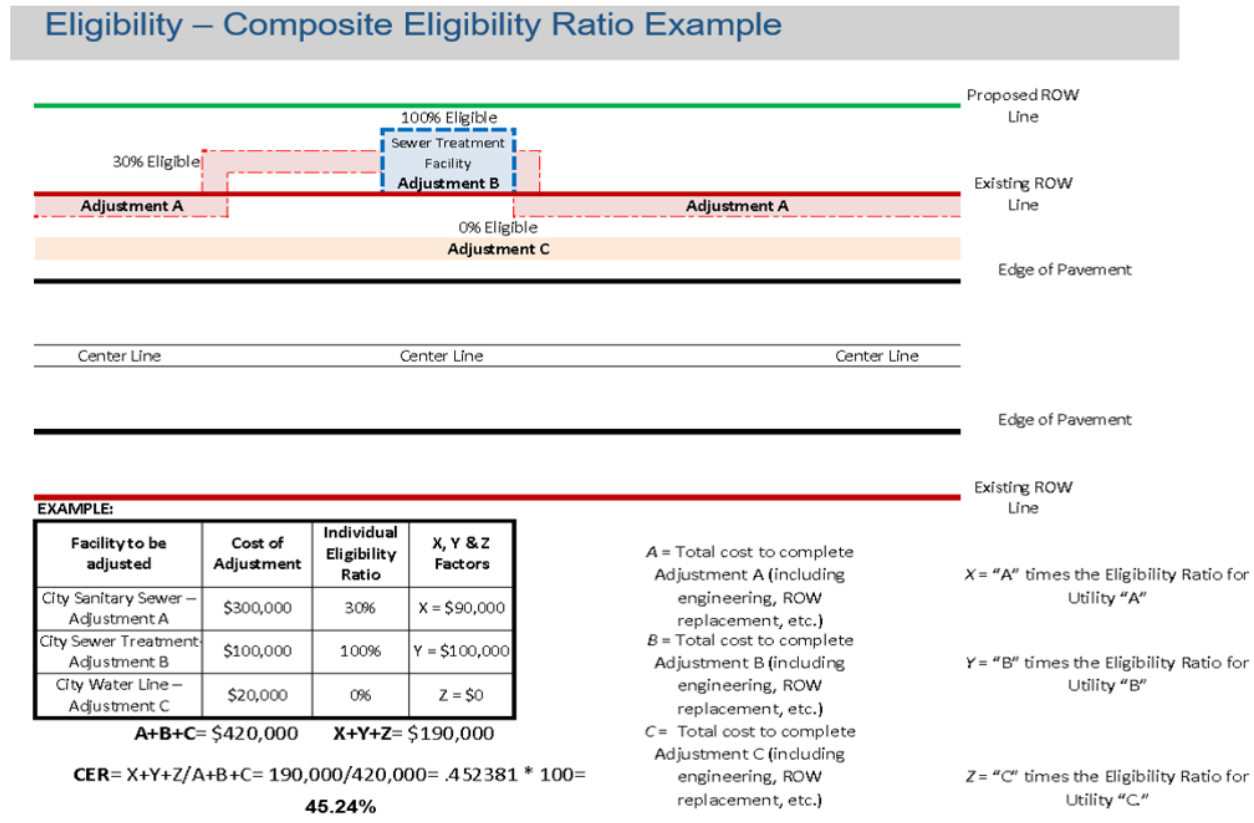 Eligibility – Composite Eligibility Ratio Example
Proposed ROW
Line
100% Eligible
Sewer Treatment
Facility
Adjustment B
30% Eligible
Existing ROW
Line
Adjustment A
Adjustment A
0% Eligible
Adjustment C
Edge of Pavement
Center Line
Center Line
Center Line
Edge of Pavement
Existing ROW
Line
EXAMPLE:
Facility to be
adjusted
Cost of
Adjustment
Individual
Eligibility
Ratio
X, Y & Z
Factors
City Sanitary Sewer –
Adjustment A
$300,000
30%
X = $90,000
City Sewer Treatment-
Adjustment B
$100,000
100%
Y = $100,000
City Water Line –
Adjustment C
$20,000
0%
Z = $0
A+B+C= $420,000
X+Y+Z= $190,000
CER= X+Y+Z/A+B+C= 190,000/420,000= .452381 * 100=
45.24%
A = Total cost to complete
Adjustment A (including
engineering, ROW
replacement, etc.)
B = Total cost to complete
Adjustment B (including
engineering, ROW
replacement, etc.)
C = Total cost to complete
Adjustment C (including
engineering, ROW
replacement, etc.)
X = "A" times the Eligibility Ratio for
Utility "A"
Y = "B" times the Eligibility Ratio for
Utility "B"
Z = "C" times the Eligibility Ratio for
Utility "C."